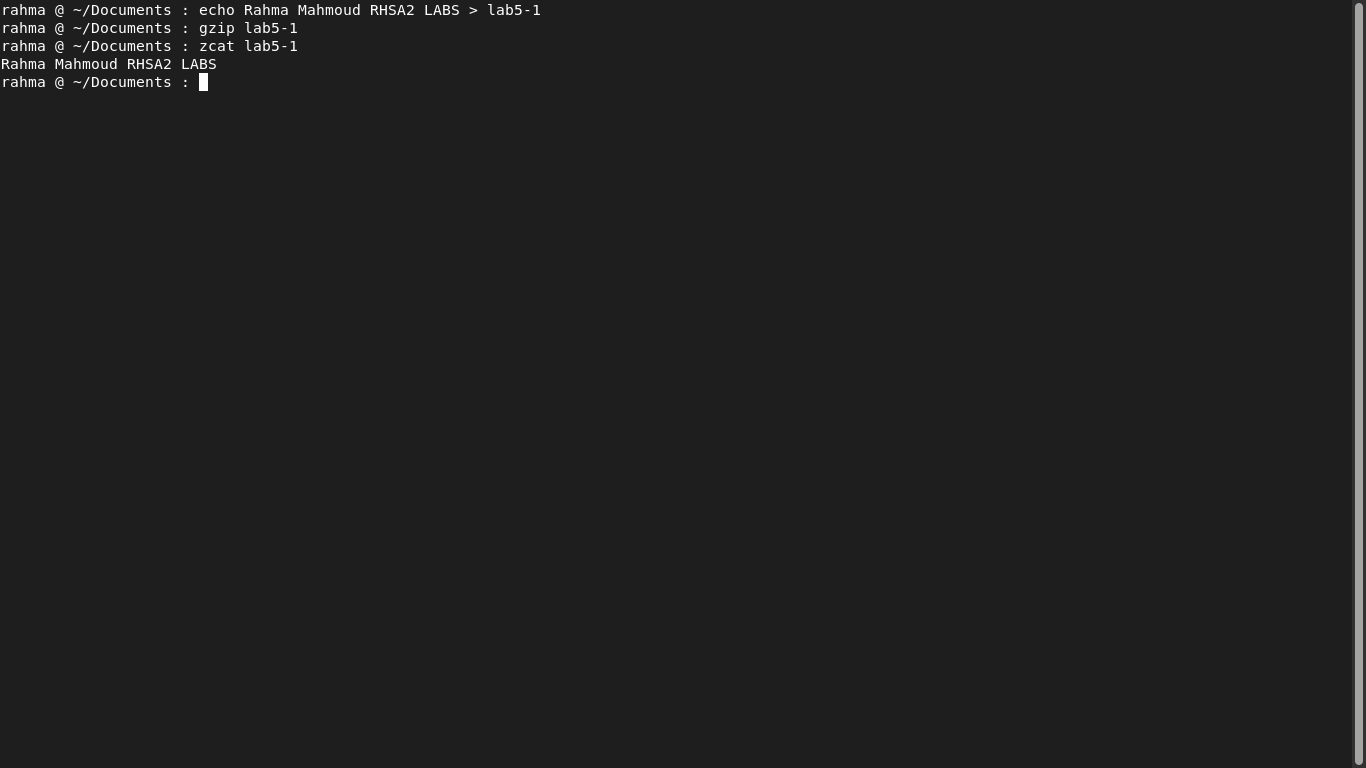 rahma @ ~/Documents : echo Rahma Mahmoud RHSA2 LABS > lab5-1
rahma @ ~/Documents : gzip lab5-1
rahma @ ~/Documents : zcat lab5-1
Rahma Mahmoud RHSA2 LABS
rahma @ ~/Documents :